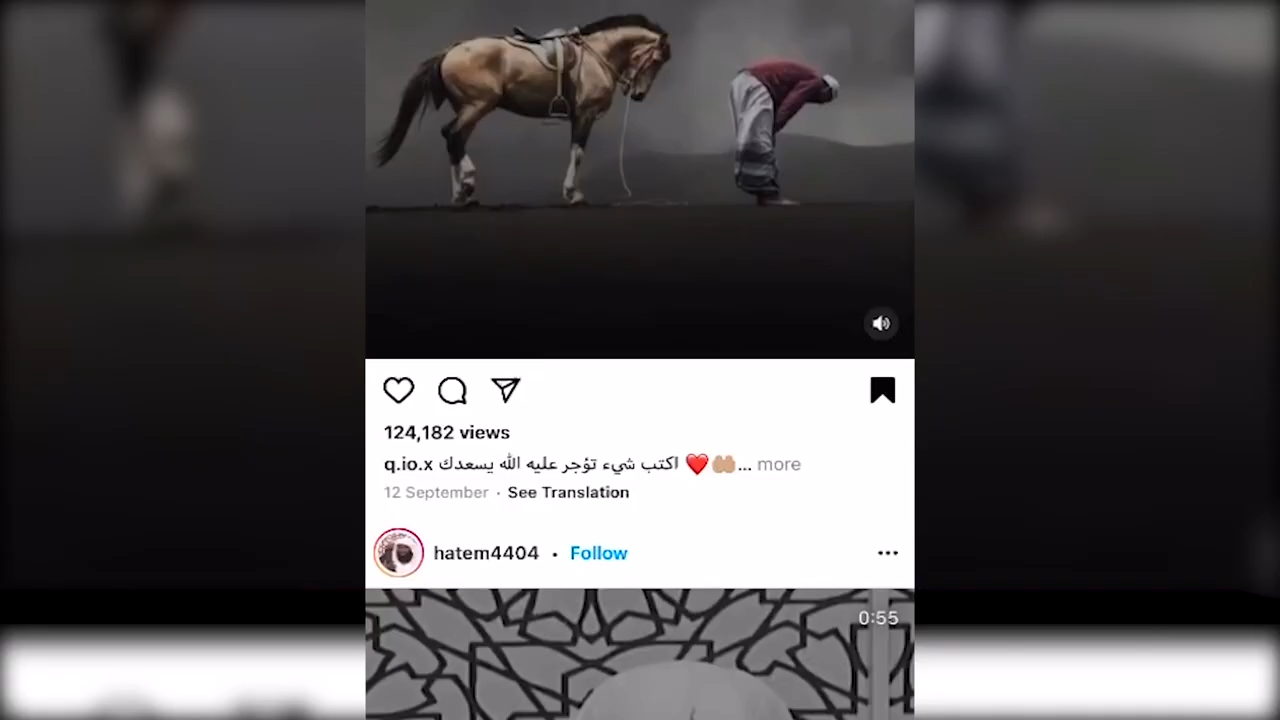 124,182 views
q.io.x اكتب شيء تؤجر عليه الله يسعدك ❤️🤲🏼... more
12 September · See Translation
hatem4404 · Follow
0:55